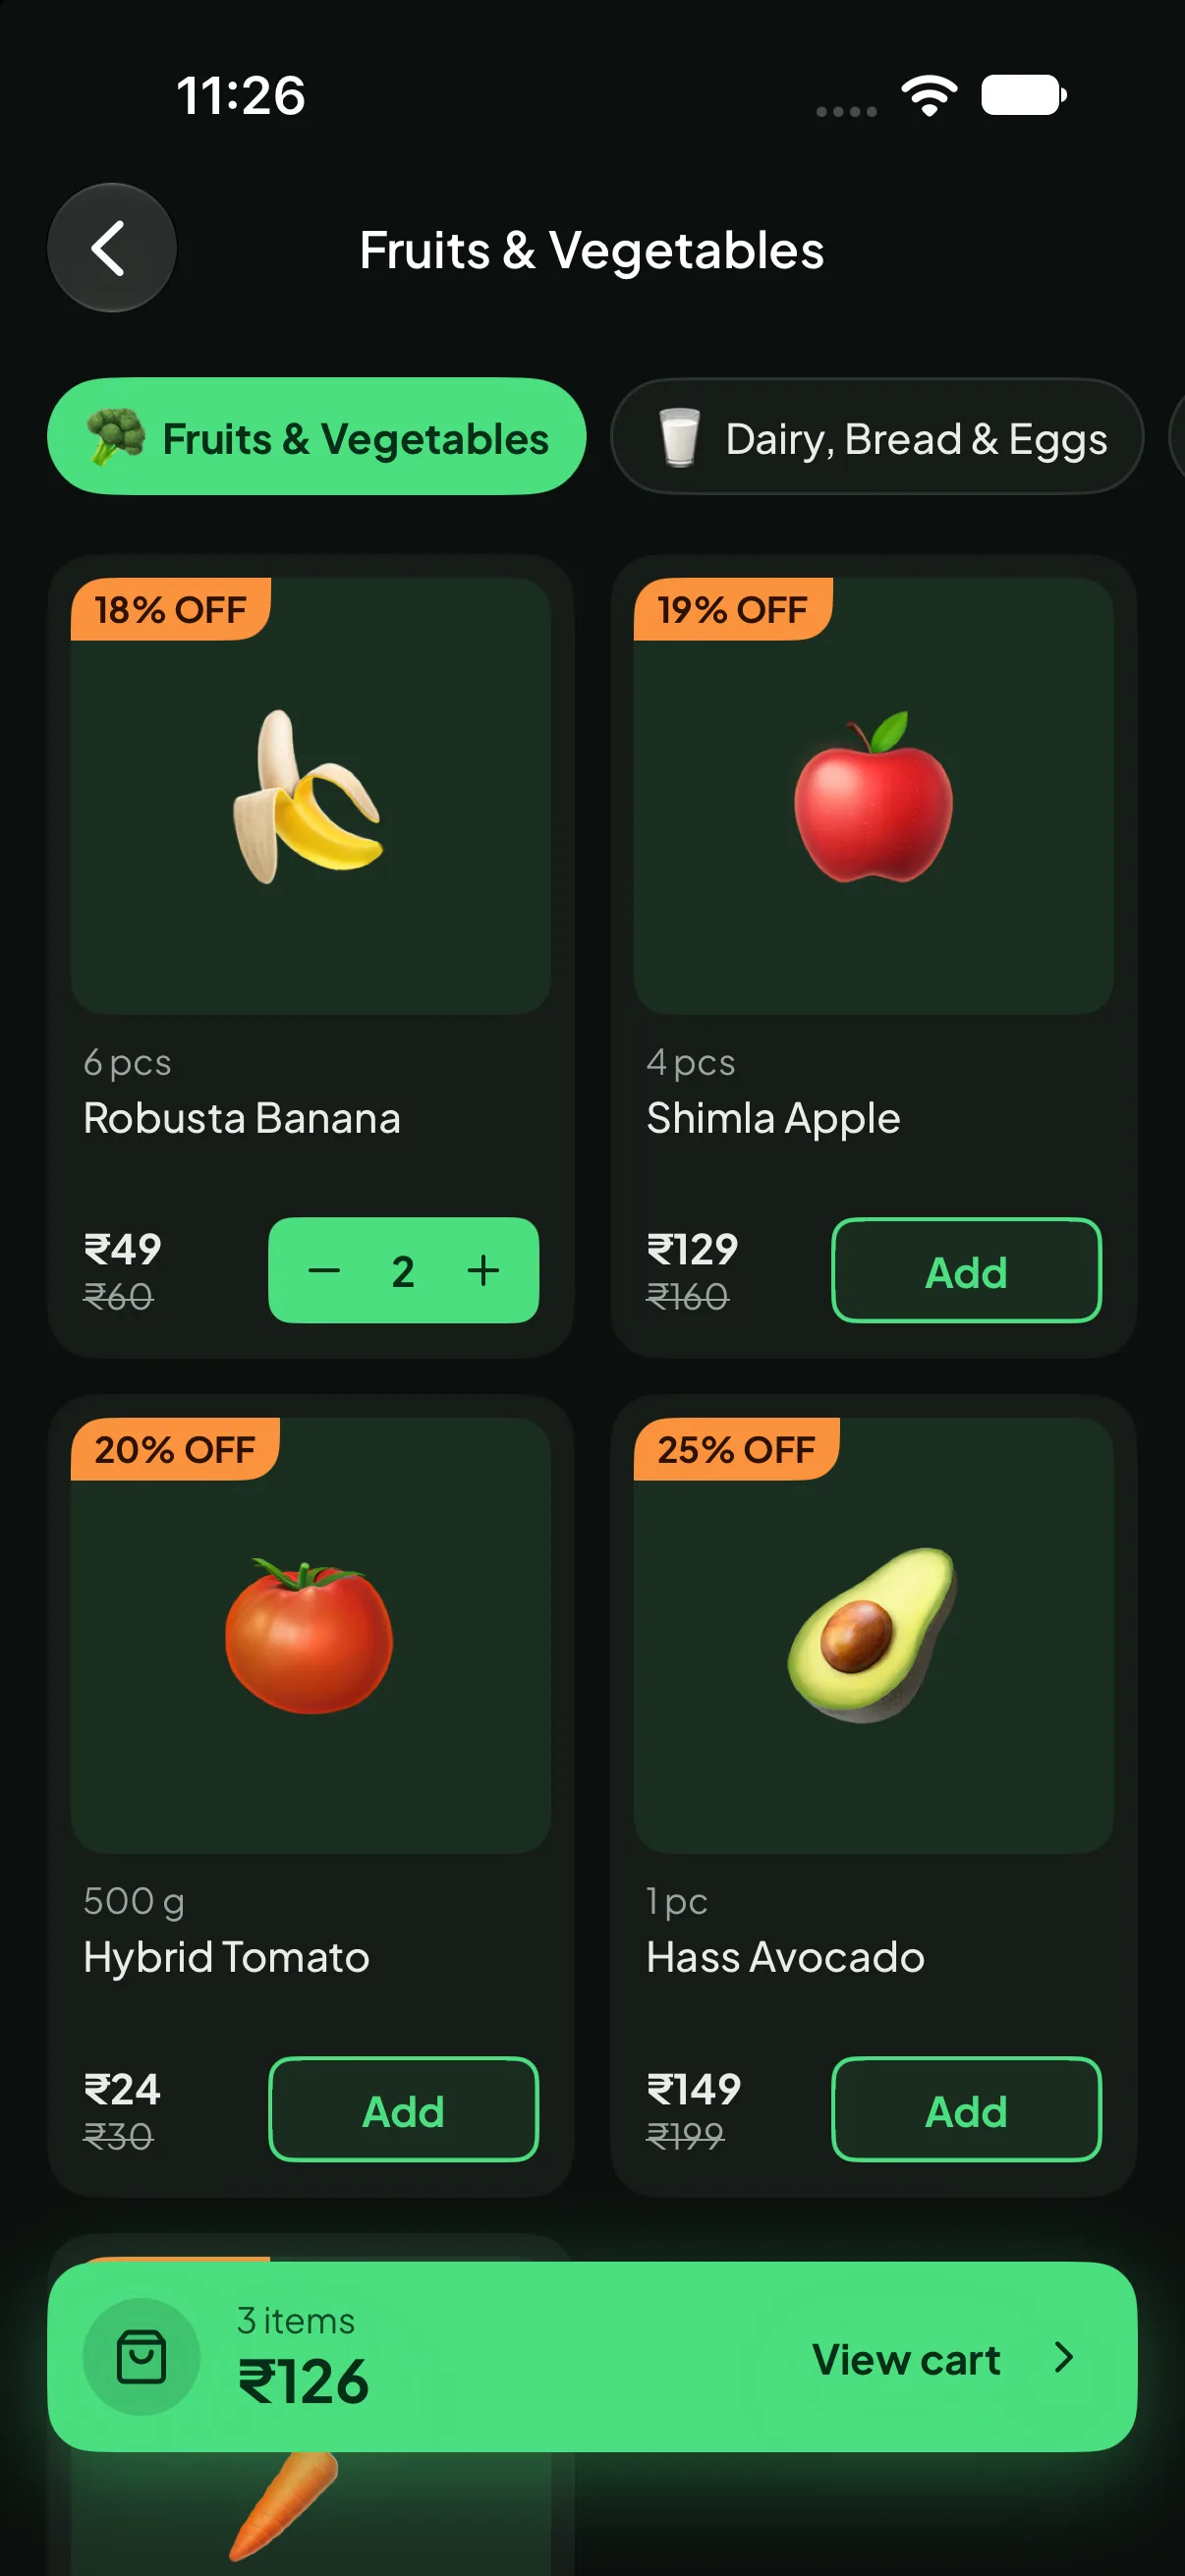 11:26
Fruits & Vegetables
Fruits & Vegetables
Dairy, Bread & Eggs
18% OFF
19% OFF
6 pcs
Robusta Banana
4 pcs
Shimla Apple
₹49
₹60
2
₹129
₹160
Add
20% OFF
25% OFF
500 g
Hybrid Tomato
1 pc
Hass Avocado
₹24
₹30
Add
₹149
₹199
Add
3 items
₹126
View cart